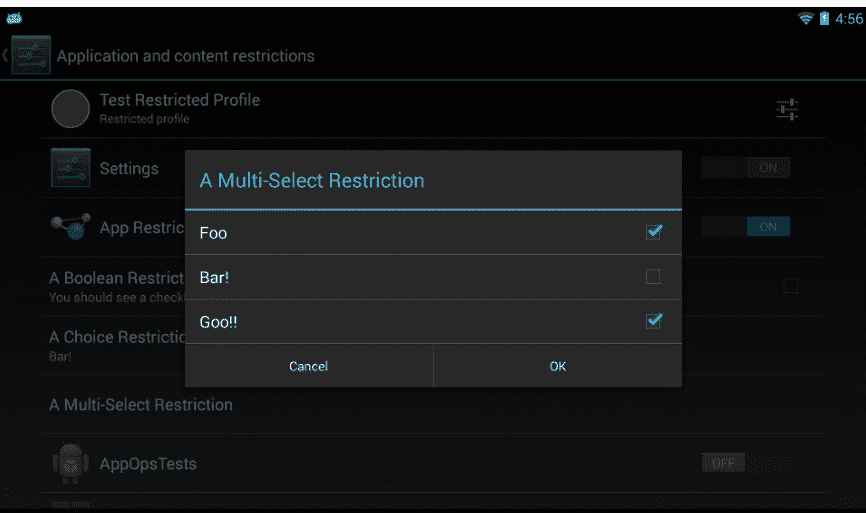 4:56
Application and content restrictions
Test Restricted Profile
Restricted profile
Settings
ON
A Multi-Select Restriction
App Restric
ON
Foo
A Boolean Restrict
You should see a check
Bar!
A Choice Restrictio
Bar!
Goo!!
Cancel
OK
A Multi-Select Restriction
AppOpsTests
OFF